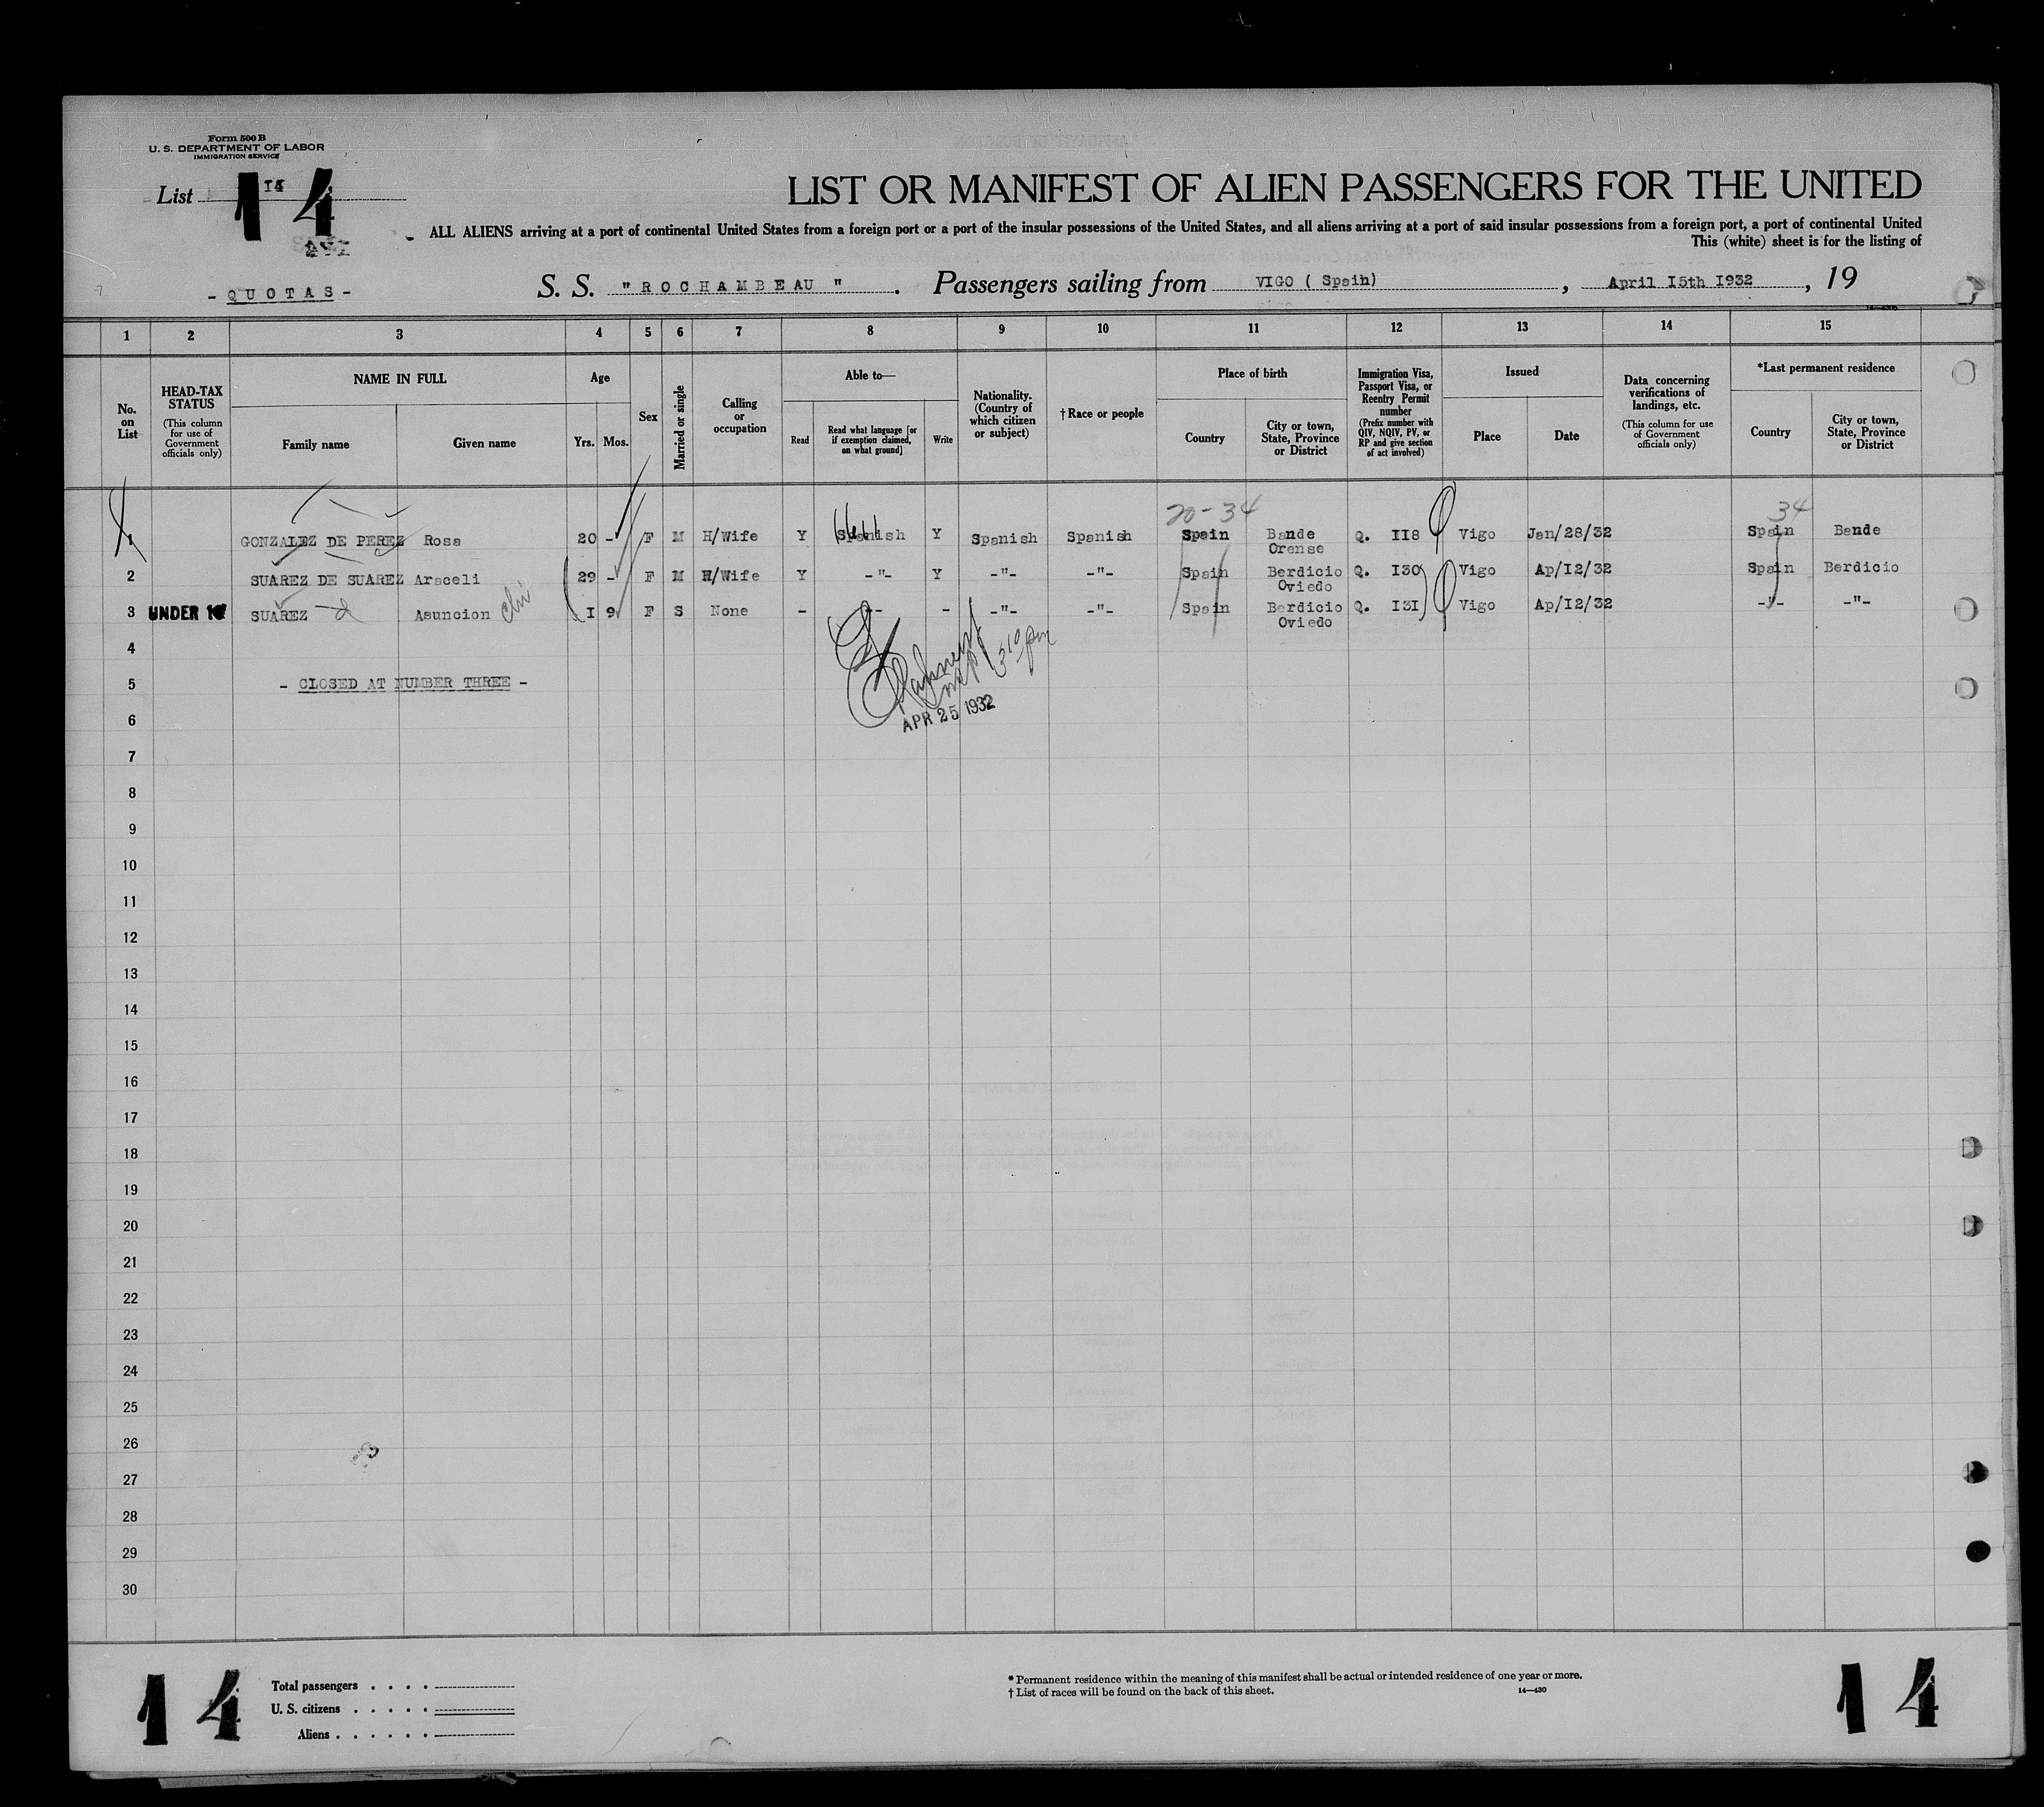 Form 500 B
U. S. DEPARTMENT OF LABOR
IMMIGRATION SERVICE
List 14
14
LIST OR MANIFEST OF ALIEN PASSENGERS FOR THE UNITED
ALL ALIENS arriving at a port of continental United States from a foreign port or a port of the insular possessions of the United States, and all aliens arriving at a port of said insular possessions from a foreign port, a port of continental United
This (white) sheet is for the listing of
- QUOTAS -
S. S. " ROCHAMBEAU " . Passengers sailing from VIGO ( Spain) , April I5th I932 , 19
1 2 3 4 5 6 7 8 9 10 11 12 13 14 15
No. on List
HEAD-TAX STATUS
(This column for use of Government officials only)
NAME IN FULL
Family name
Given name
Age
Yrs.
Mos.
Sex
Married or single
Calling or occupation
Able to—
Read
Read what language [or if exemption claimed, on what ground]
Write
Nationality. (Country of which citizen or subject)
† Race or people
Place of birth
Country
City or town, State, Province or District
Immigration Visa, Passport Visa, or Reentry Permit number
(Prefix number with QIV, NQIV, PV, or RP and give section of act involved)
Issued
Place
Date
Data concerning verifications of landings, etc.
(This column for use of Government officials only)
*Last permanent residence
Country
City or town, State, Province or District
20-34 34
1 GONZALEZ DE PEREZ Rosa 20 - F M H/Wife Y Spanish Y Spanish Spanish Spain Bande Orense Q. II8 Vigo Jan/28/32 Spain Bande
2 SUAREZ DE SUAREZ Araceli 29 - F M H/Wife Y -"- Y -"- -"- Spain Berdicio Oviedo Q. I30 Vigo Ap/I2/32 Spain Berdicio
3 UNDER 16 SUAREZ Asuncion I 9 F S None - -- - -"- -"- Spain Berdicio Oviedo Q. I3I Vigo Ap/I2/32 -"- -"-
4
5 - CLOSED AT NUMBER THREE -
3 10 pm
APR 25 1932
6
7
8
9
10
11
12
13
14
15
16
17
18
19
20
21
22
23
24
25
26
27
28
29
30
14
Total passengers . . . .
U. S. citizens . . . . .
Aliens . . . . . .
* Permanent residence within the meaning of this manifest shall be actual or intended residence of one year or more.
† List of races will be found on the back of this sheet.
14—430
14